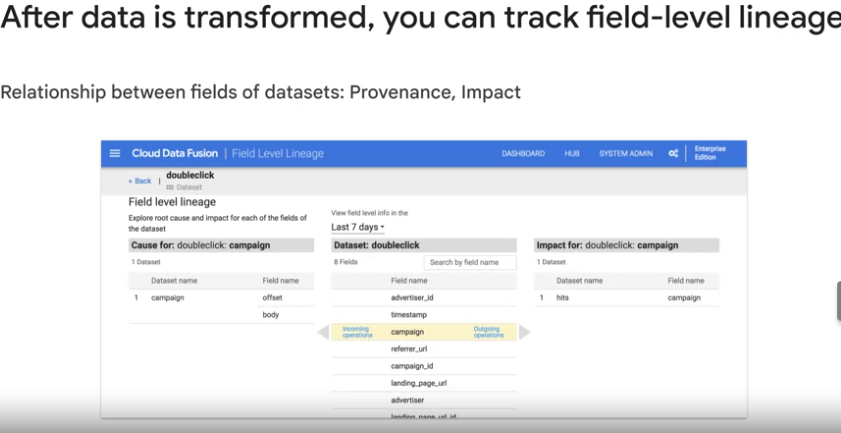 After data is transformed, you can track field-level lineage
Relationship between fields of datasets: Provenance, Impact
Cloud Data Fusion | Field Level Lineage
DASHBOARD HUB SYSTEM ADMIN Enterprise Edition
< Back | doubleclick
Dataset
Field level lineage
Explore root cause and impact for each of the fields of
the dataset
View field level info in the
Last 7 days
Cause for: doubleclick: campaign
1 Dataset
Dataset name Field name
1 campaign offset
body
Dataset: doubleclick
8 Fields Search by field name
Field name
advertiser_id
timestamp
Incoming operations campaign Outgoing operations
referrer_url
campaign_id
landing_page_url
advertiser
landing_page_url_id
Impact for: doubleclick: campaign
1 Dataset
Dataset name Field name
1 hits campaign